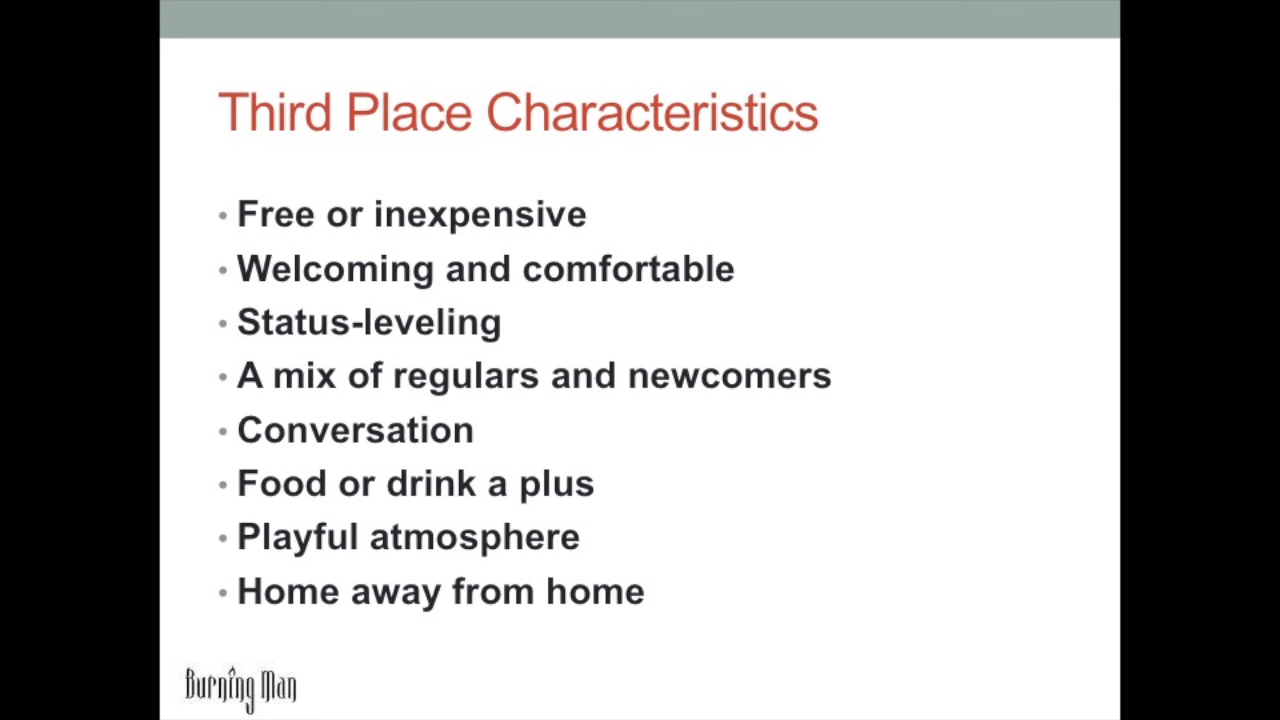 Third Place Characteristics
• Free or inexpensive
• Welcoming and comfortable
• Status-leveling
• A mix of regulars and newcomers
• Conversation
• Food or drink a plus
• Playful atmosphere
• Home away from home
Burning Man